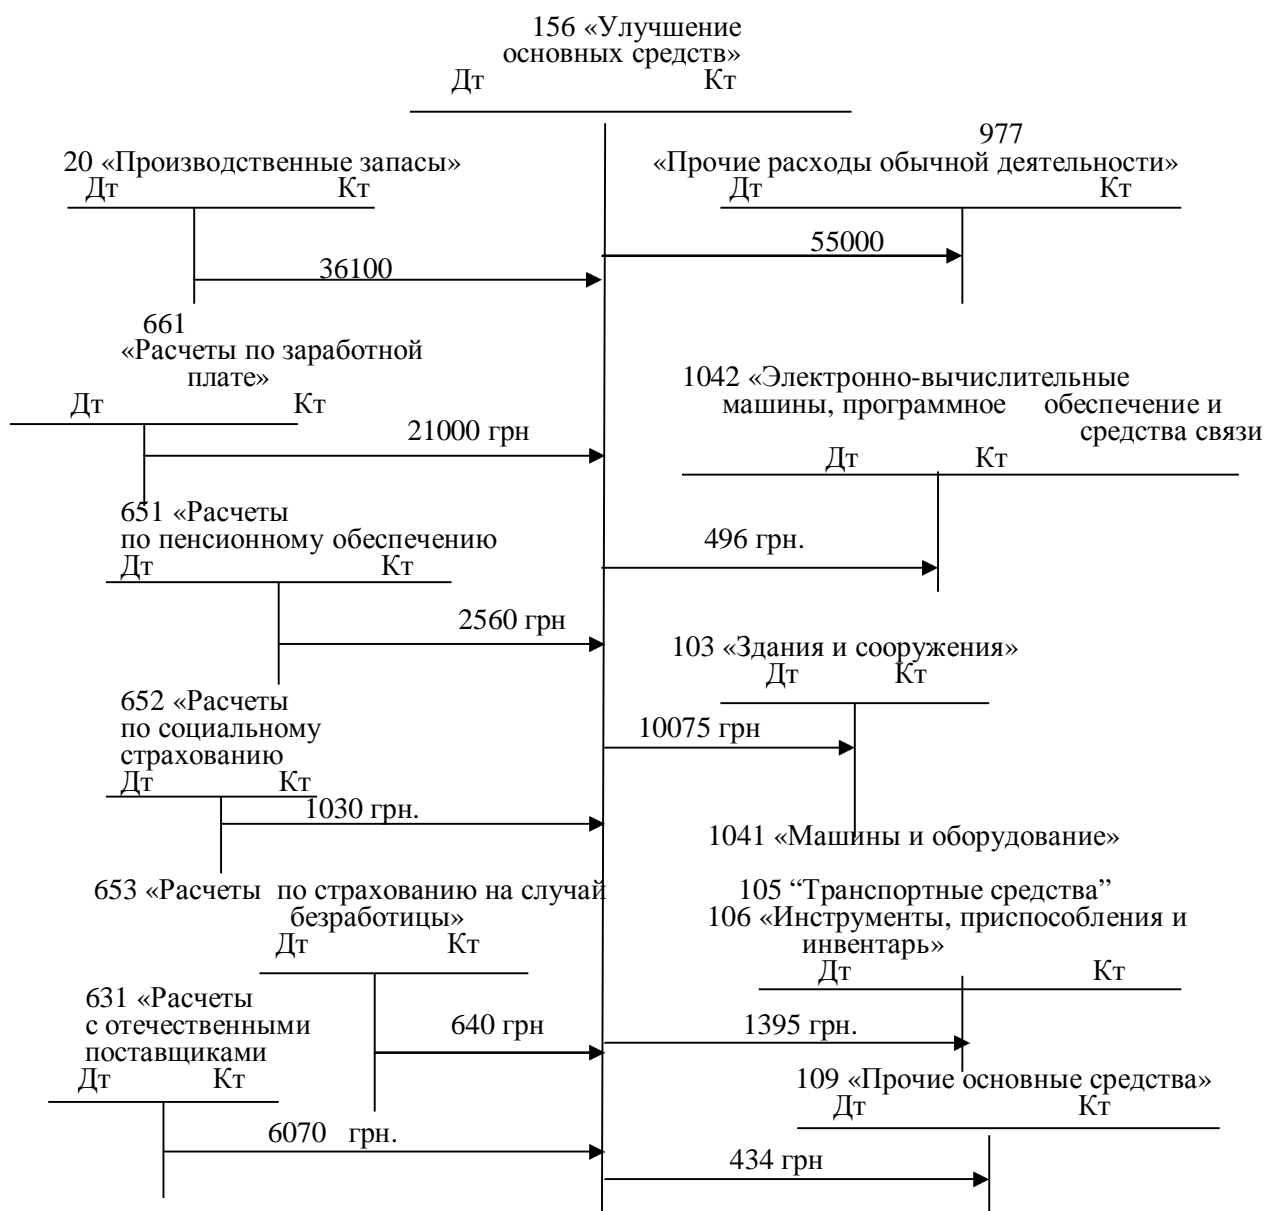 156 «Улучшение
основных средств»
Дт Кт
20 «Производственные запасы»
Дт Кт
36100
977
«Прочие расходы обычной деятельности»
Дт Кт
55000
661
«Расчеты по заработной
плате»
Дт Кт
21000 грн
1042 «Электронно-вычислительные
машины, программное обеспечение и
средства связи
Дт Кт
496 грн.
651 «Расчеты
по пенсионному обеспечению
Дт Кт
2560 грн
103 «Здания и сооружения»
Дт Кт
10075 грн
652 «Расчеты
по социальному
страхованию
Дт Кт
1030 грн.
1041 «Машины и оборудование»
105 “Транспортные средства”
106 «Инструменты, приспособления и
инвентарь»
Дт Кт
1395 грн.
653 «Расчеты по страхованию на случай
безработицы»
Дт Кт
640 грн
631 «Расчеты
с отечественными
поставщиками
Дт Кт
6070 грн.
109 «Прочие основные средства»
Дт Кт
434 грн